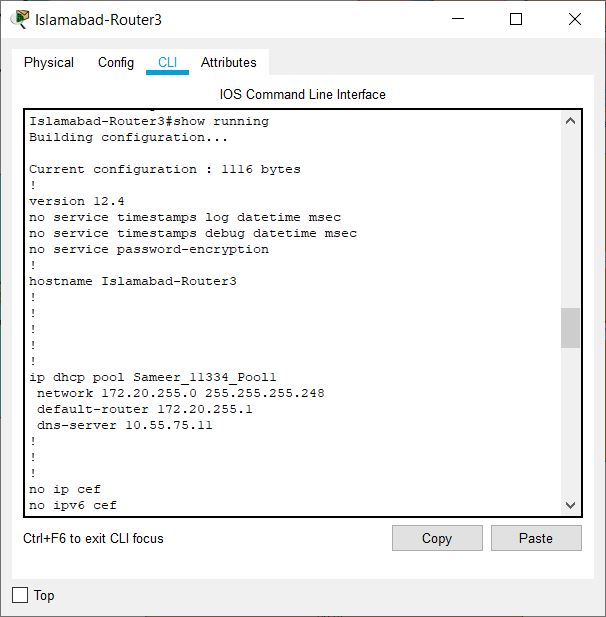 Islamabad-Router3
Physical Config CLI Attributes
IOS Command Line Interface
Islamabad-Router3#show running
Building configuration...
Current configuration : 1116 bytes
!
version 12.4
no service timestamps log datetime msec
no service timestamps debug datetime msec
no service password-encryption
!
hostname Islamabad-Router3
!
!
!
!
!
ip dhcp pool Sameer_11334_Pool1
network 172.20.255.0 255.255.255.248
default-router 172.20.255.1
dns-server 10.55.75.11
!
!
!
no ip cef
no ipv6 cef
Ctrl+F6 to exit CLI focus
Copy Paste
Top